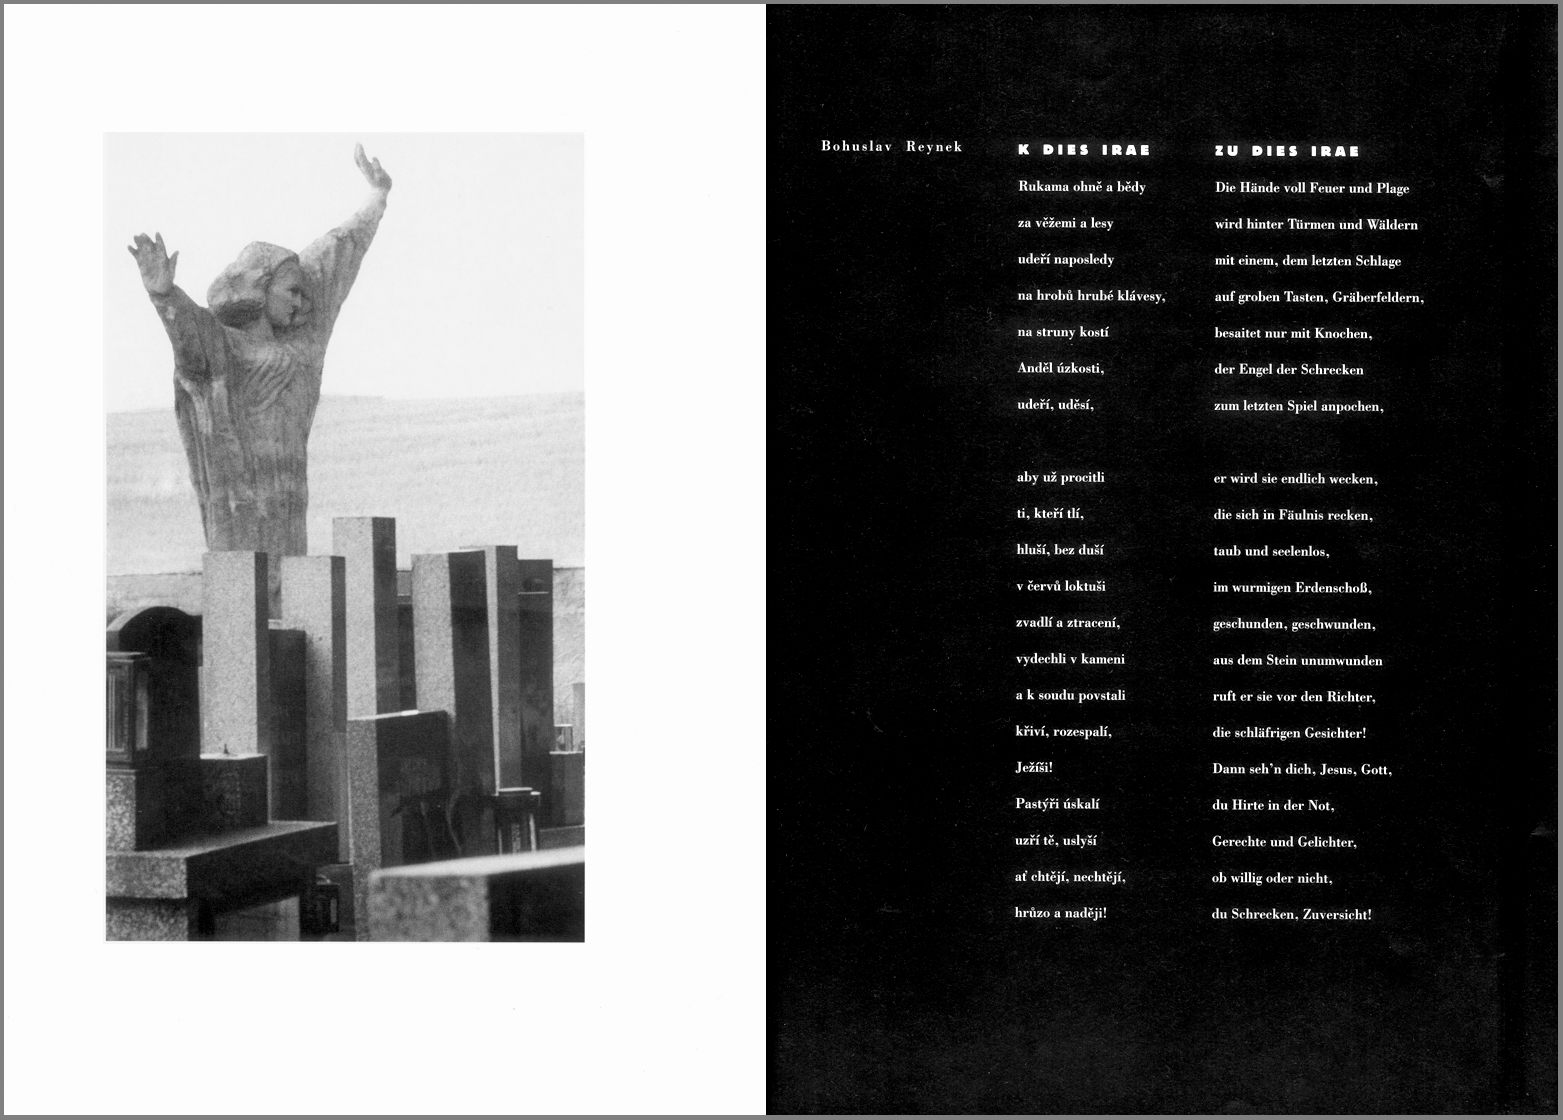 Bohuslav Reynek
K DIES IRAE
Rukama ohně a bědy
za věžemi a lesy
udeří naposledy
na hrobů hrubé klávesy,
na struny kostí
Anděl úzkosti,
udeří, uděsí,
aby už procitli
ti, kteří tlí,
hluší, bez duší
v červů loktuši
zvadlí a ztracení,
vydechli v kameni
a k soudu povstali
křiví, rozespalí,
Ježíši!
Pastýři úskalí
uzří tě, uslyší
ať chtějí, nechtějí,
hrůzo a naději!
ZU DIES IRAE
Die Hände voll Feuer und Plage
wird hinter Türmen und Wäldern
mit einem, dem letzten Schlage
auf groben Tasten, Gräberfeldern,
besaitet nur mit Knochen,
der Engel der Schrecken
zum letzten Spiel anpochen,
er wird sie endlich wecken,
die sich in Fäulnis recken,
taub und seelenlos,
im wurmigen Erdenschoß,
geschunden, geschwunden,
aus dem Stein unumwunden
ruft er sie vor den Richter,
die schläfrigen Gesichter!
Dann seh'n dich, Jesus, Gott,
du Hirte in der Not,
Gerechte und Gelichter,
ob willig oder nicht,
du Schrecken, Zuversicht!